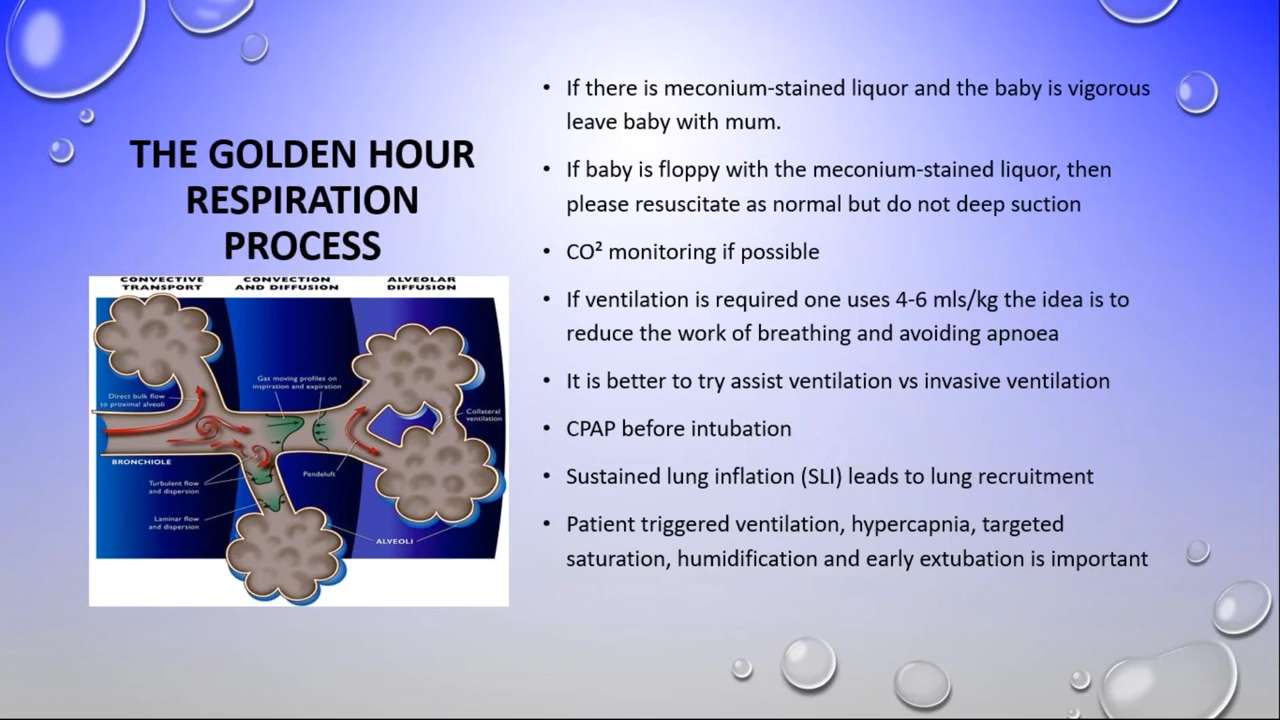 THE GOLDEN HOUR
RESPIRATION
PROCESS
CONVECTIVE
TRANSPORT
CONVECTION
AND DIFFUSION
ALVEOLAR
DIFFUSION
Gas moving profiles on
inspiration and expiration
Direct bulk flow
to proximal alveoli
Collateral
ventilation
BRONCHIOLE
Pendeluft
Turbulent flow
and dispersion
Laminar flow
and dispersion
ALVEOLI
• If there is meconium-stained liquor and the baby is vigorous
leave baby with mum.
• If baby is floppy with the meconium-stained liquor, then
please resuscitate as normal but do not deep suction
• CO² monitoring if possible
• If ventilation is required one uses 4-6 mls/kg the idea is to
reduce the work of breathing and avoiding apnoea
• It is better to try assist ventilation vs invasive ventilation
• CPAP before intubation
• Sustained lung inflation (SLI) leads to lung recruitment
• Patient triggered ventilation, hypercapnia, targeted
saturation, humidification and early extubation is important